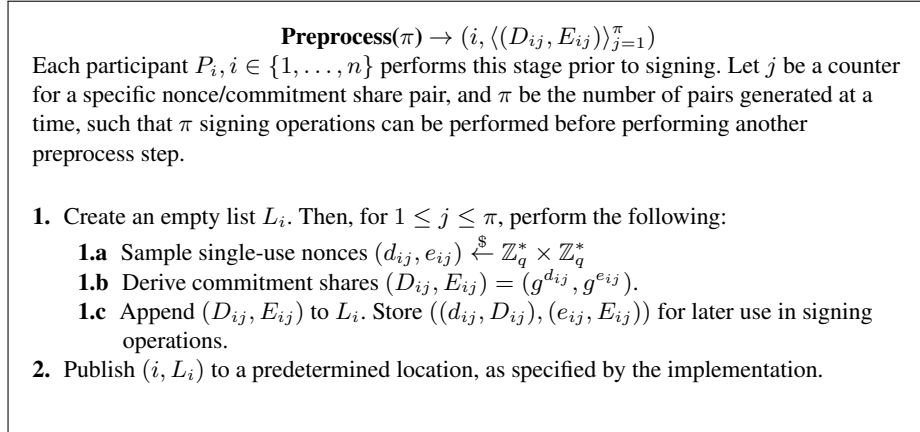 Preprocess(π) → (i, ⟨(D_{ij}, E_{ij})⟩_{j=1}^{π})
Each participant P_i, i ∈ {1, . . . , n} performs this stage prior to signing. Let j be a counter
for a specific nonce/commitment share pair, and π be the number of pairs generated at a
time, such that π signing operations can be performed before performing another
preprocess step.
1. Create an empty list L_i. Then, for 1 ≤ j ≤ π, perform the following:
1.a Sample single-use nonces (d_{ij}, e_{ij}) ←$ ℤ_q^* × ℤ_q^*
1.b Derive commitment shares (D_{ij}, E_{ij}) = (g^{d_{ij}}, g^{e_{ij}}).
1.c Append (D_{ij}, E_{ij}) to L_i. Store ((d_{ij}, D_{ij}), (e_{ij}, E_{ij})) for later use in signing
operations.
2. Publish (i, L_i) to a predetermined location, as specified by the implementation.